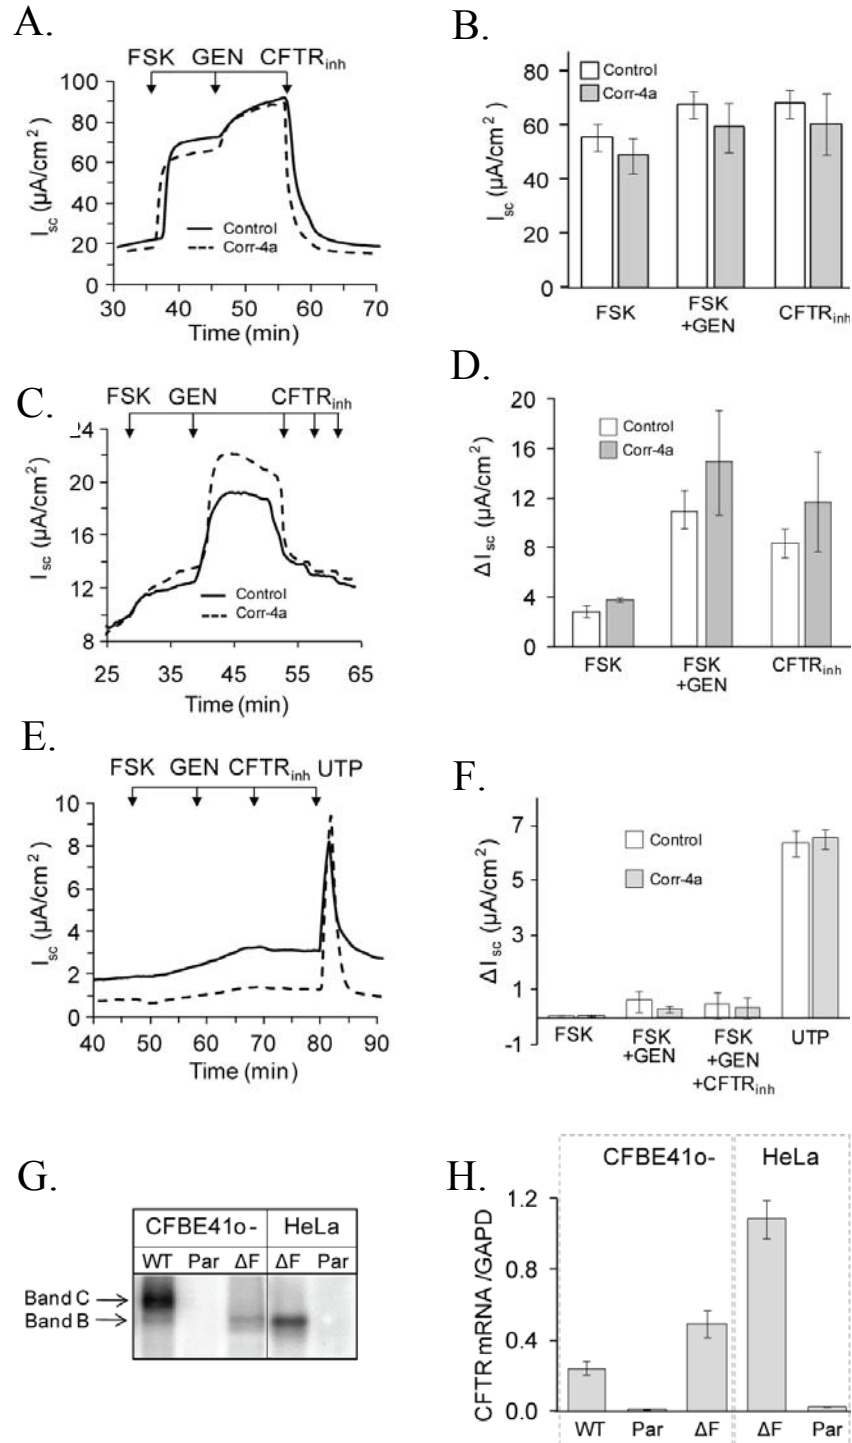 A.
FSK GEN CFTRinh
100
80
60
40
20
0
Isc (μA/cm2)
Control
Corr-4a
30 40 50 60 70
Time (min)
B.
Control
Corr-4a
80
60
40
20
0
Isc (μA/cm2)
FSK FSK CFTRinh
+GEN
C.
FSK GEN CFTRinh
20
16
12
8
Isc (μA/cm2)
Control
Corr-4a
25 35 45 55 65
Time (min)
D.
20
16
12
8
4
0
ΔIsc (μA/cm2)
Control
Corr-4a
FSK FSK CFTRinh
+GEN
E.
FSK GEN CFTRinh UTP
10
8
6
4
2
0
Isc (μA/cm2)
40 50 60 70 80 90
Time (min)
F.
7
5
3
1
-1
ΔIsc (μA/cm2)
Control
Corr-4a
FSK FSK FSK UTP
+GEN +GEN
+CFTRinh
G.
CFBE41o- HeLa
WT Par ΔF ΔF Par
Band C
Band B
H.
CFBE41o- HeLa
1.2
0.8
0.4
0.0
CFTR mRNA /GAPD
WT Par ΔF ΔF Par